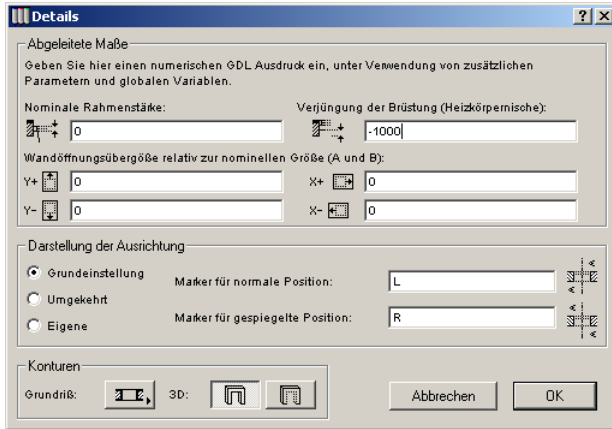 Details
Abgeleitete Maße
Geben Sie hier einen numerischen GDL Ausdruck ein, unter Verwendung von zusätzlichen
Parametern und globalen Variablen.
Nominale Rahmenstärke: Verjüngung der Brüstung (Heizkörpernische):
0 -1000
Wandöffnungsübergöße relativ zur nominellen Größe (A und B):
Y+ 0 X+ 0
Y- 0 X- 0
Darstellung der Ausrichtung
Grundeinstellung
Marker für normale Position: L
Umgekehrt
Marker für gespiegelte Position: R
Eigene
Konturen
Grundriß: 3D: Abbrechen OK